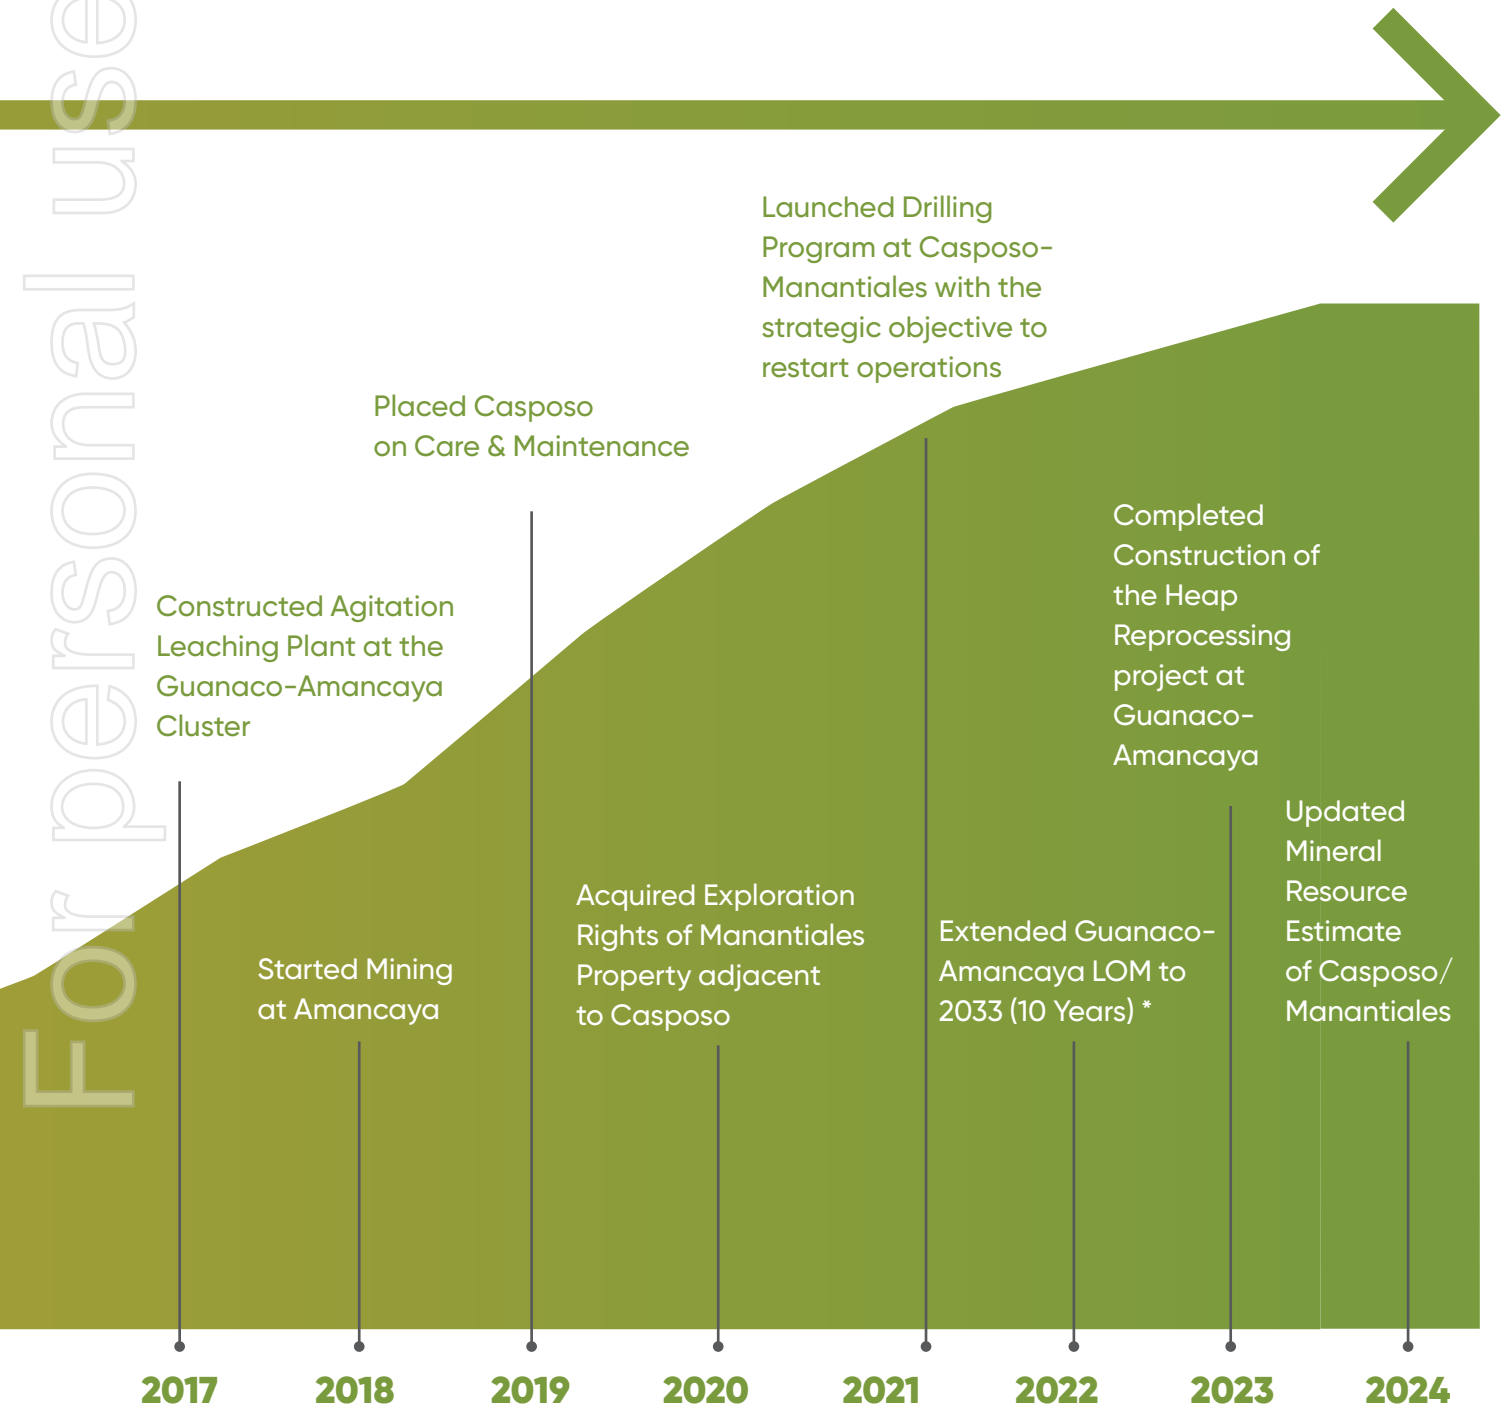 For personal use
Launched Drilling
Program at Casposo-
Manantiales with the
strategic objective to
restart operations
Placed Casposo
on Care & Maintenance
Constructed Agitation
Leaching Plant at the
Guanaco-Amancaya
Cluster
Completed
Construction of
the Heap
Reprocessing
project at
Guanaco-
Amancaya
Started Mining
at Amancaya
Acquired Exploration
Rights of Manantiales
Property adjacent
to Casposo
Extended Guanaco-
Amancaya LOM to
2033 (10 Years) *
Updated
Mineral
Resource
Estimate
of Casposo/
Manantiales
2017 2018 2019 2020 2021 2022 2023 2024